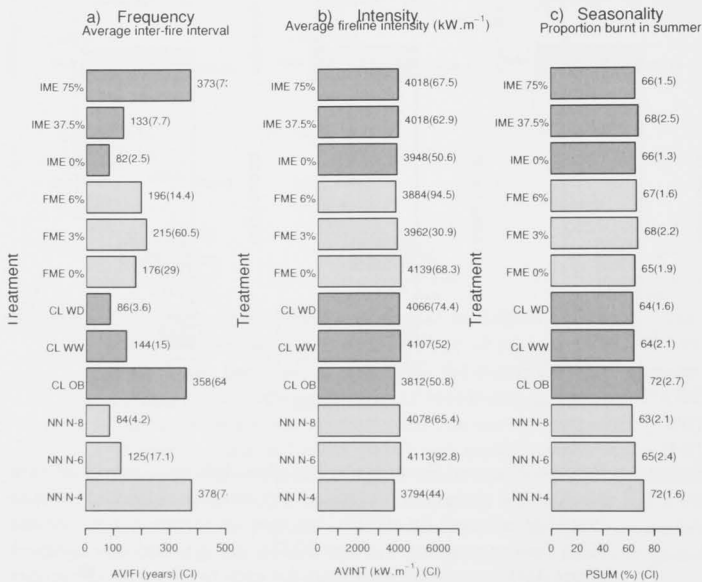 a) Frequency
Average inter-fire interval
IME 75% 373(7
IME 37.5% 133(7.7)
IME 0% 82(2.5)
FME 6% 196(14.4)
FME 3% 215(60.5)
FME 0% 176(29)
CL WD 86(3.6)
CL WW 144(15)
CL OB 358(64
NN N-8 84(4.2)
NN N-6 125(17.1)
NN N-4 378(7
Treatment
0 100 300 500
AVIFI (years) (CI)
b) Intensity
Average fireline intensity (kW.m⁻¹)
IME 75% 4018(67.5)
IME 37.5% 4018(62.9)
IME 0% 3948(50.6)
FME 6% 3884(94.5)
FME 3% 3962(30.9)
FME 0% 4139(68.3)
CL WD 4066(74.4)
CL WW 4107(52)
CL OB 3812(50.8)
NN N-8 4078(65.4)
NN N-6 4113(92.8)
NN N-4 3794(44)
Treatment
0 2000 4000 6000
AVINT (kW.m⁻¹) (CI)
c) Seasonality
Proportion burnt in summer
IME 75% 66(1.5)
IME 37.5% 68(2.5)
IME 0% 66(1.3)
FME 6% 67(1.6)
FME 3% 68(2.2)
FME 0% 65(1.9)
CL WD 64(1.6)
CL WW 64(2.1)
CL OB 72(2.7)
NN N-8 63(2.1)
NN N-6 65(2.4)
NN N-4 72(1.6)
Treatment
0 20 40 60 80
PSUM (%) (CI)